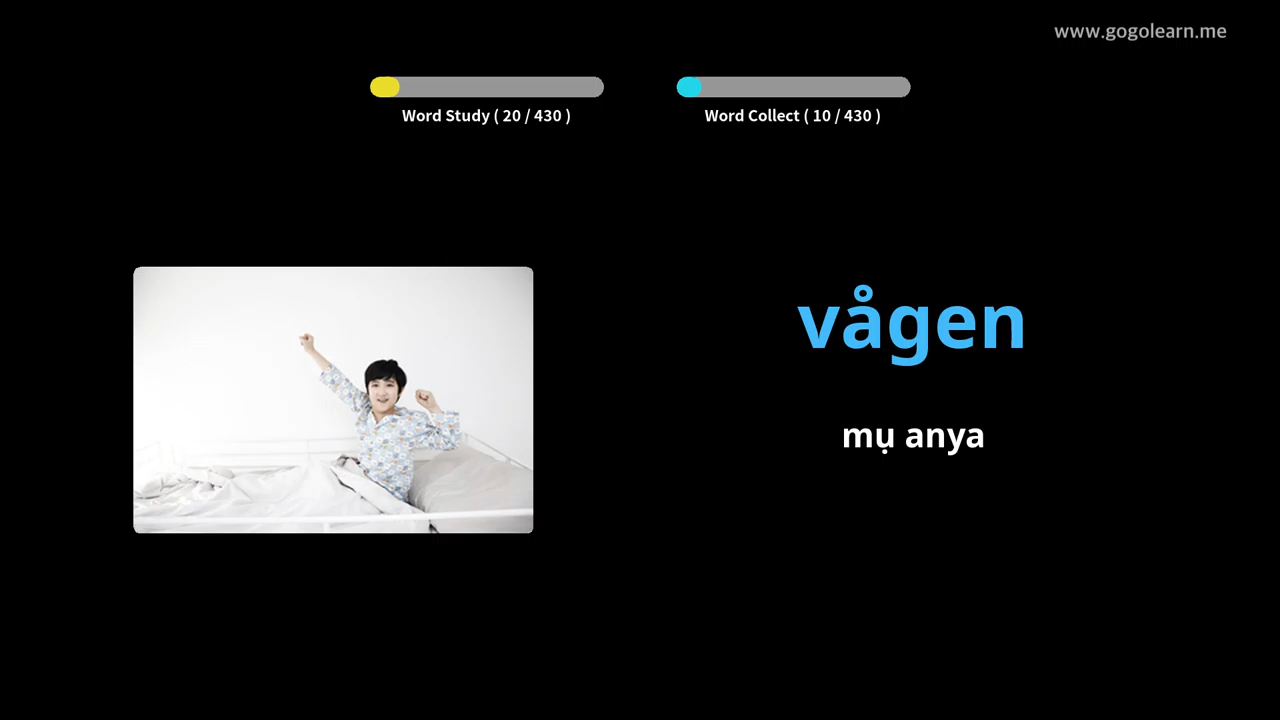 www.gogolearn.me
Word Study ( 20 / 430 )
Word Collect ( 10 / 430 )
vågen
mụ anya